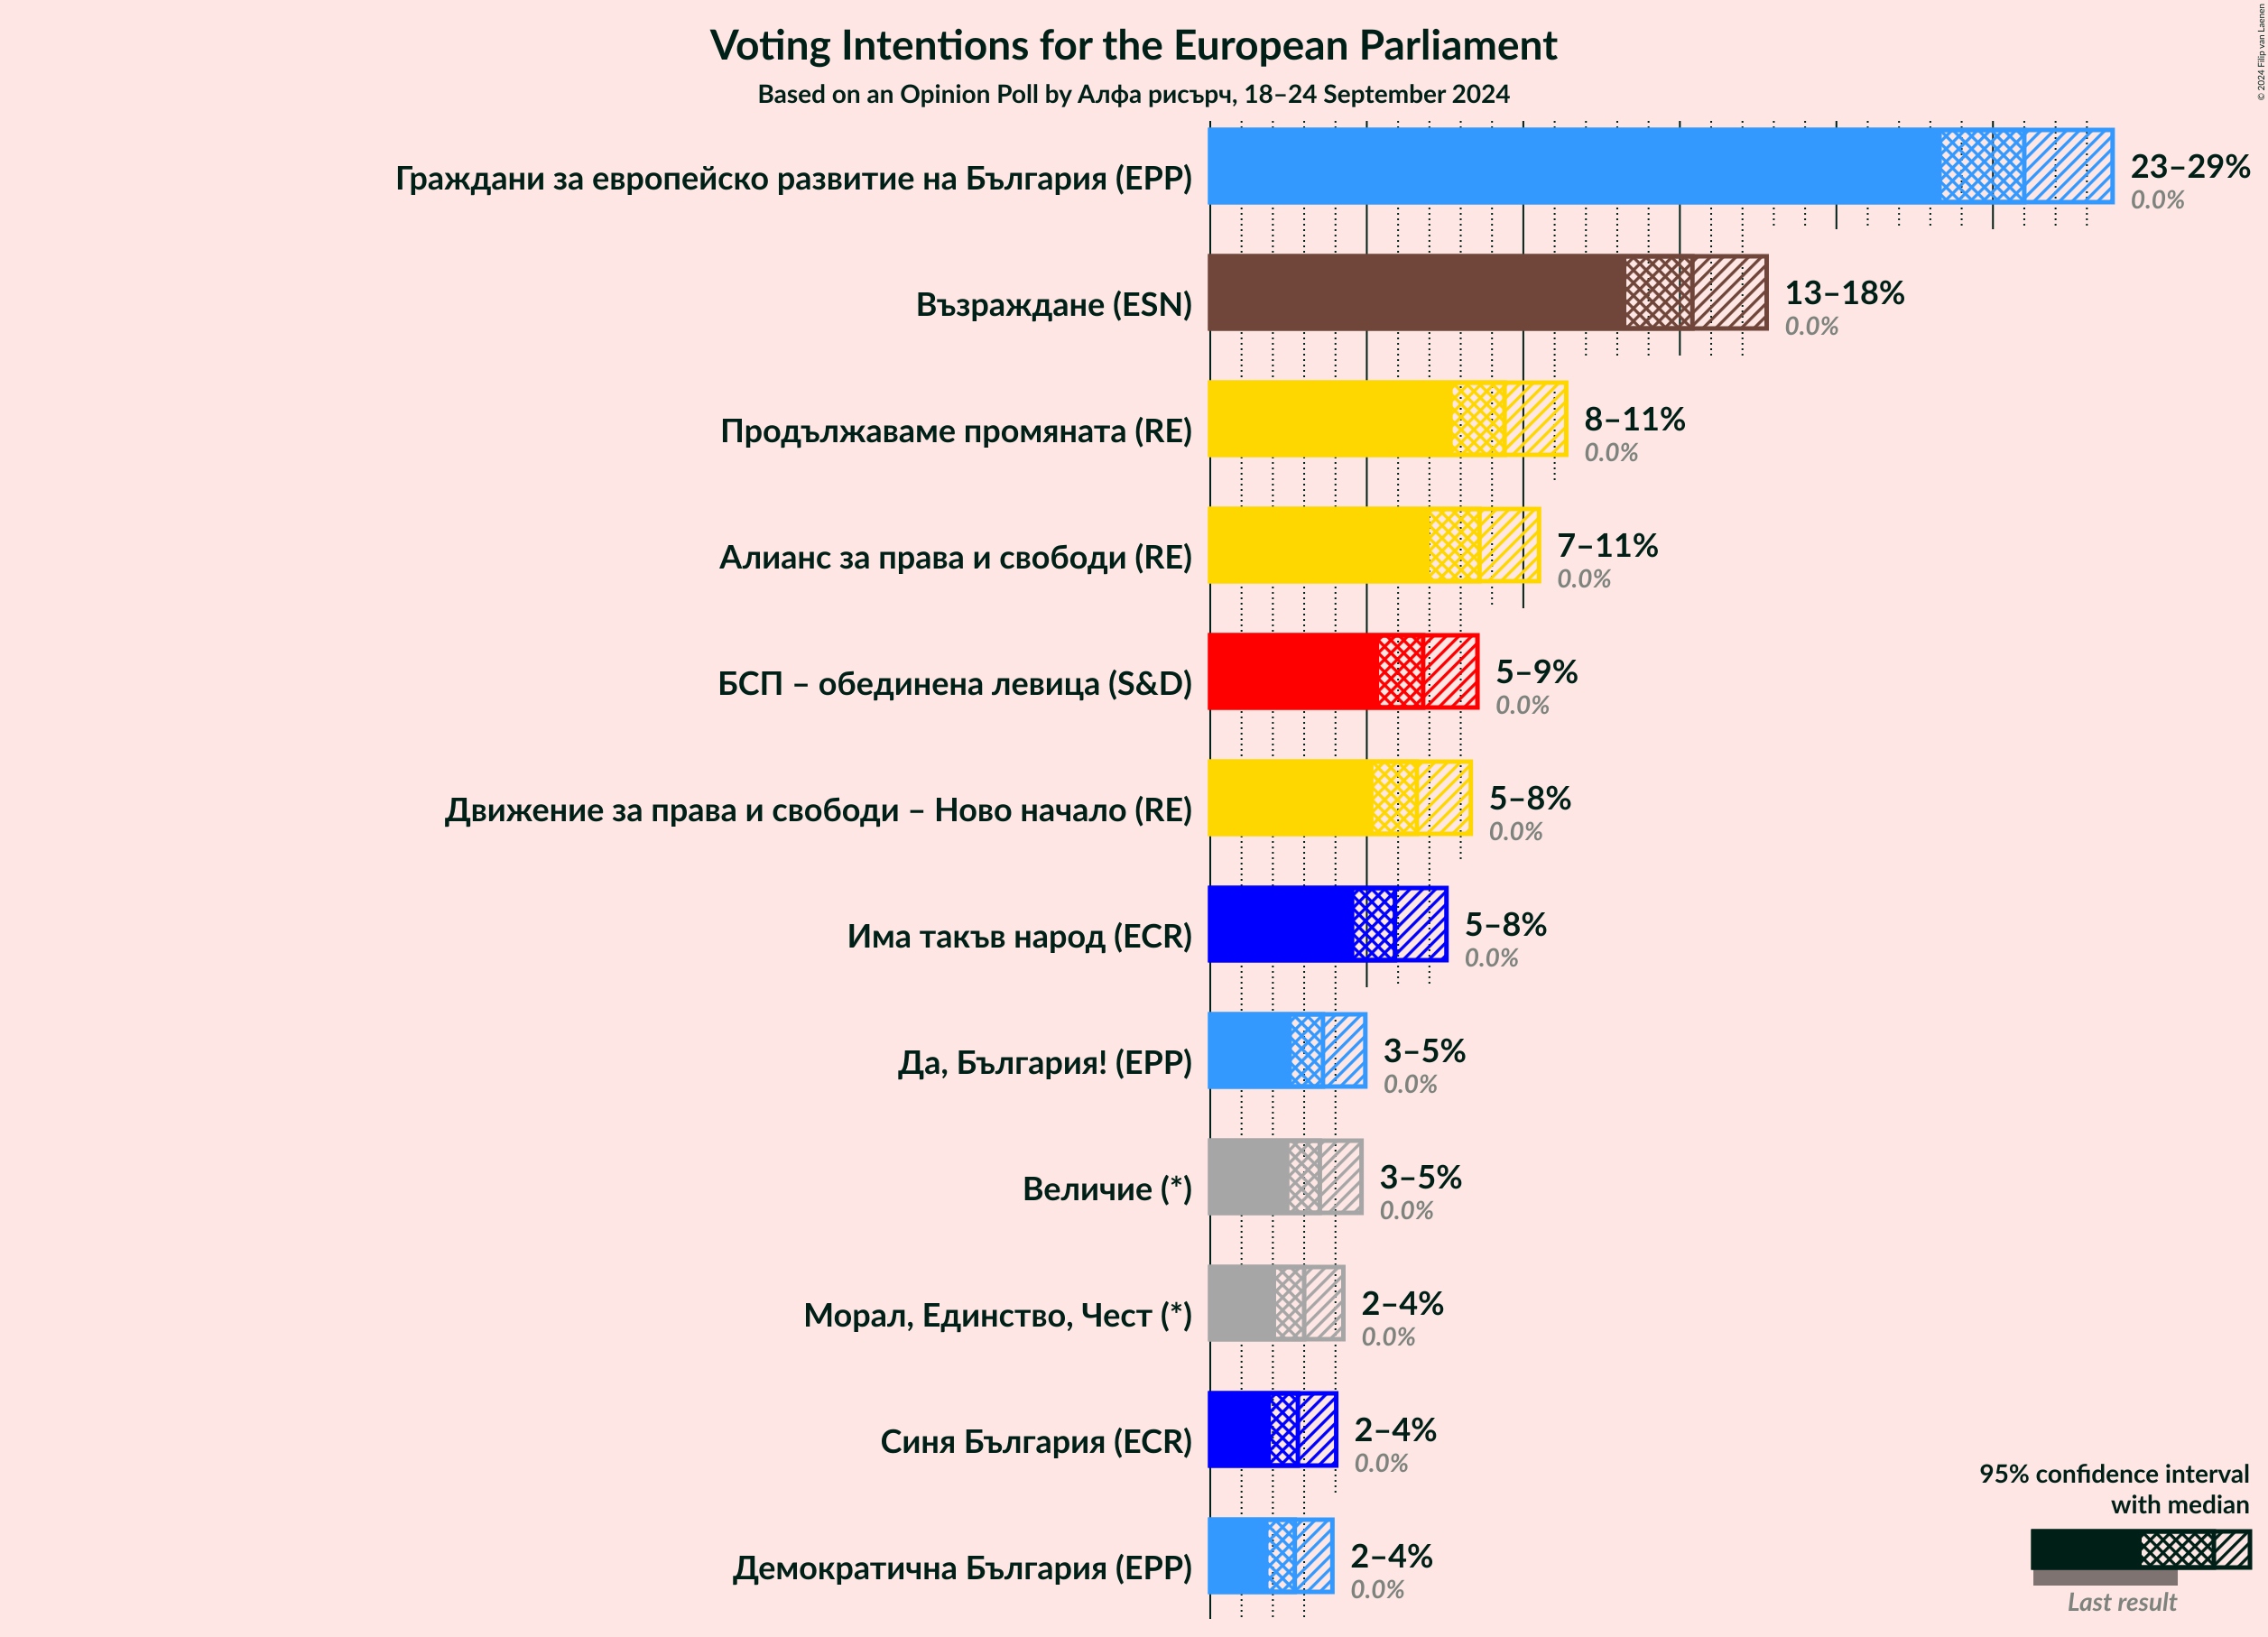 © 2024 Filip van Laenen
Voting Intentions for the European Parliament
Based on an Opinion Poll by Алфа рисърч, 18–24 September 2024
Граждани за европейско развитие на България (EPP)
23–29%
0.0%
Възраждане (ESN)
13–18%
0.0%
Продължаваме промяната (RE)
8–11%
0.0%
Алианс за права и свободи (RE)
7–11%
0.0%
БСП – обединена левица (S&D)
5–9%
0.0%
Движение за права и свободи – Ново начало (RE)
5–8%
0.0%
Има такъв народ (ECR)
5–8%
0.0%
Да, България! (EPP)
3–5%
0.0%
Величие (*)
3–5%
0.0%
Морал, Единство, Чест (*)
2–4%
0.0%
Синя България (ECR)
2–4%
0.0%
Демократична България (EPP)
2–4%
0.0%
95% confidence interval
with median
Last result